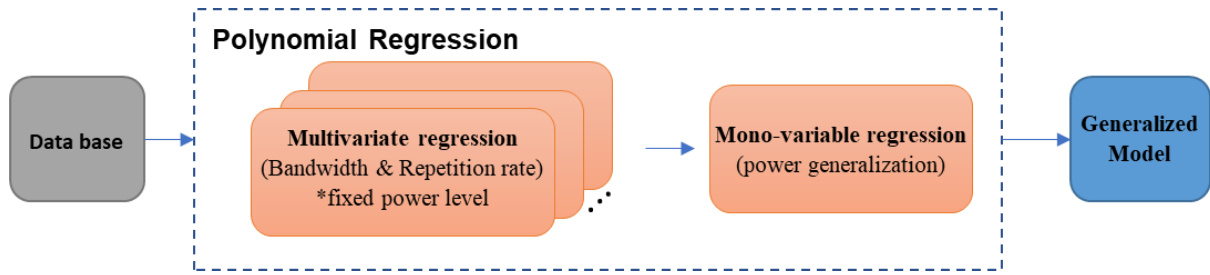 Polynomial Regression
Data base
Multivariate regression
(Bandwidth & Repetition rate)
*fixed power level
Mono-variable regression
(power generalization)
Generalized
Model